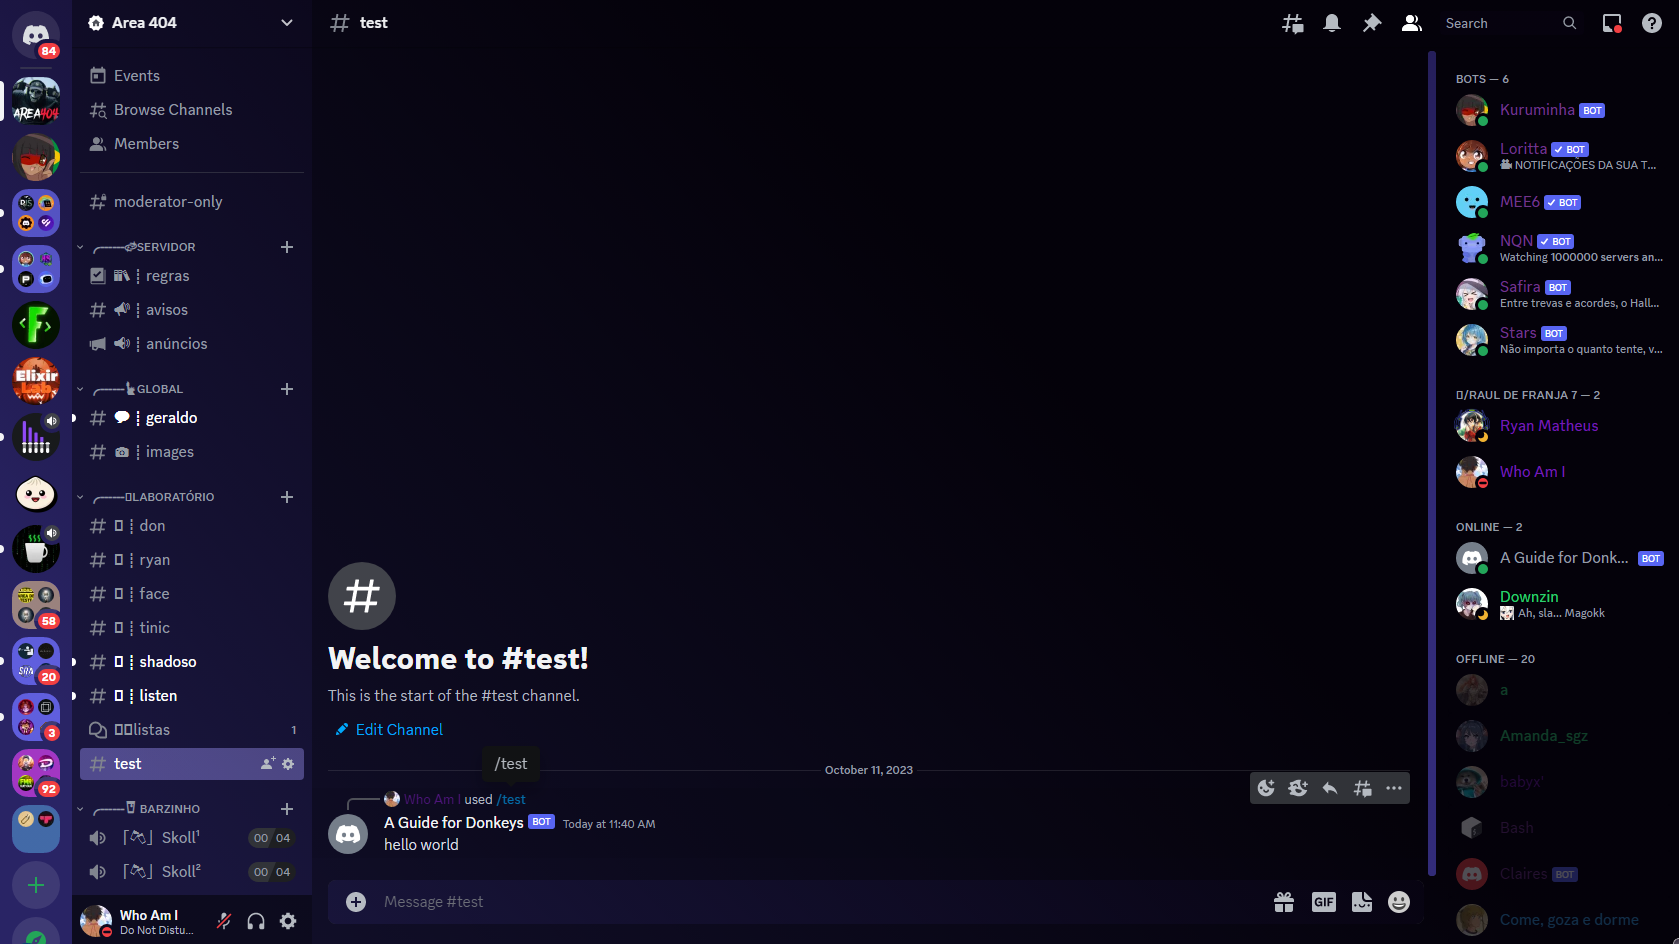 84
AREA404
Elixir
Lab
58
20
3
92
Area 404
Events
Browse Channels
Members
moderator-only
SERVIDOR
regras
avisos
anúncios
GLOBAL
geraldo
images
LABORATÓRIO
don
ryan
face
tinic
shadoso
listen
listas 1
test
BARZINHO
Skoll¹ 00 04
Skoll² 00 04
Who Am I
Do Not Distu...
test
Search
Welcome to #test!
This is the start of the #test channel.
Edit Channel
/test
October 11, 2023
Who Am I used /test
A Guide for Donkeys BOT Today at 11:40 AM
hello world
Message #test
GIF
BOTS — 6
Kuruminha BOT
Loritta BOT
NOTIFICAÇÕES DA SUA T...
MEE6 BOT
NQN BOT
Watching 1000000 servers an...
Safira BOT
Entre trevas e acordes, o Hall...
Stars BOT
Não importa o quanto tente, v...
/RAUL DE FRANJA 7 — 2
Ryan Matheus
Who Am I
ONLINE — 2
A Guide for Donk... BOT
Downzin
Ah, sla... Magokk
OFFLINE — 20
a
Amanda_sgz
babyx'
Bash
Claires BOT
Come, goza e dorme